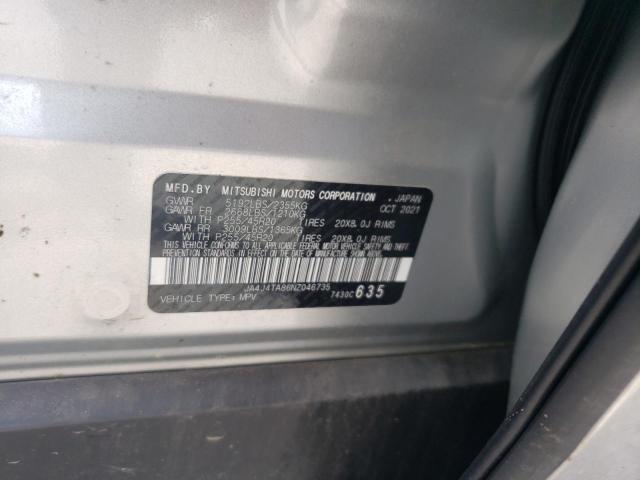 MFD.BY MITSUBISHI MOTORS CORPORATION , JAPAN
GVWR 5192LBS/2355KG OCT 2021
GAWR FR 2668LBS/1210KG
WITH P255/45R20 TIRES 20X8.0J RIMS
GAWR RR 3009LBS/1365KG
WITH P255/45R20 TIRES 20X8.0J RIMS
THIS VEHICLE CONFORMS TO ALL APPLICABLE
FEDERAL MOTOR VEHICLE SAFETY AND
THEFT PREVENTION STANDARDS IN EFFECT ON
THE DATE OF MANUFACTURE SHOWN ABOVE.
JA4J4TA86NZ046735 7430C 635
VEHICLE TYPE: MPV